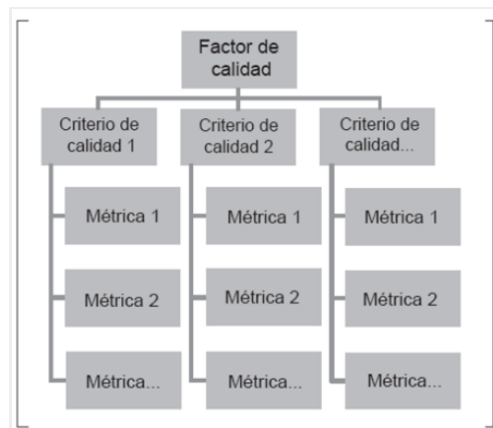 Factor de
calidad
Criterio de
calidad 1
Criterio de
calidad 2
Criterio de
calidad...
Métrica 1
Métrica 1
Métrica 1
Métrica 2
Métrica 2
Métrica 2
Métrica...
Métrica...
Métrica...